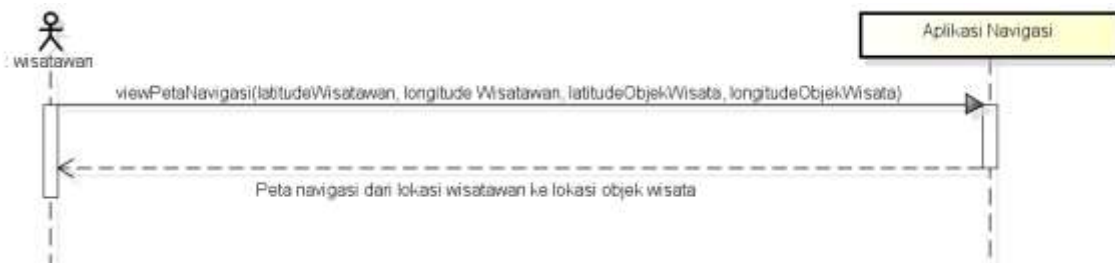 Aplikasi Navigasi
: wisatawan
viewPetaNavigasi(latitudeWisatawan, longitude Wisatawan, latitudeObjekWisata, longitudeObjekWisata)
Peta navigasi dari lokasi wisatawan ke lokasi objek wisata